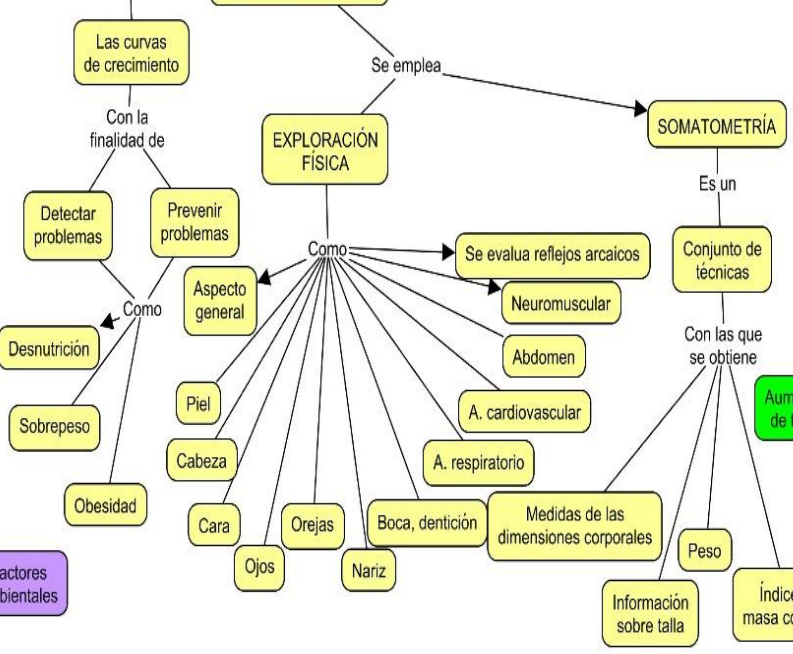 Las curvas
de crecimiento
Con la
finalidad de
Detectar
problemas
Prevenir
problemas
Como
Desnutrición
Sobrepeso
Obesidad
Se emplea
EXPLORACIÓN
FÍSICA
Como
Aspecto
general
Piel
Cabeza
Cara
Ojos
Orejas
Nariz
Boca, dentición
A. respiratorio
A. cardiovascular
Abdomen
Neuromuscular
Se evalua reflejos arcaicos
SOMATOMETRÍA
Es un
Conjunto de
técnicas
Con las que
se obtiene
Medidas de las
dimensiones corporales
Información
sobre talla
Peso
Índice
masa
de